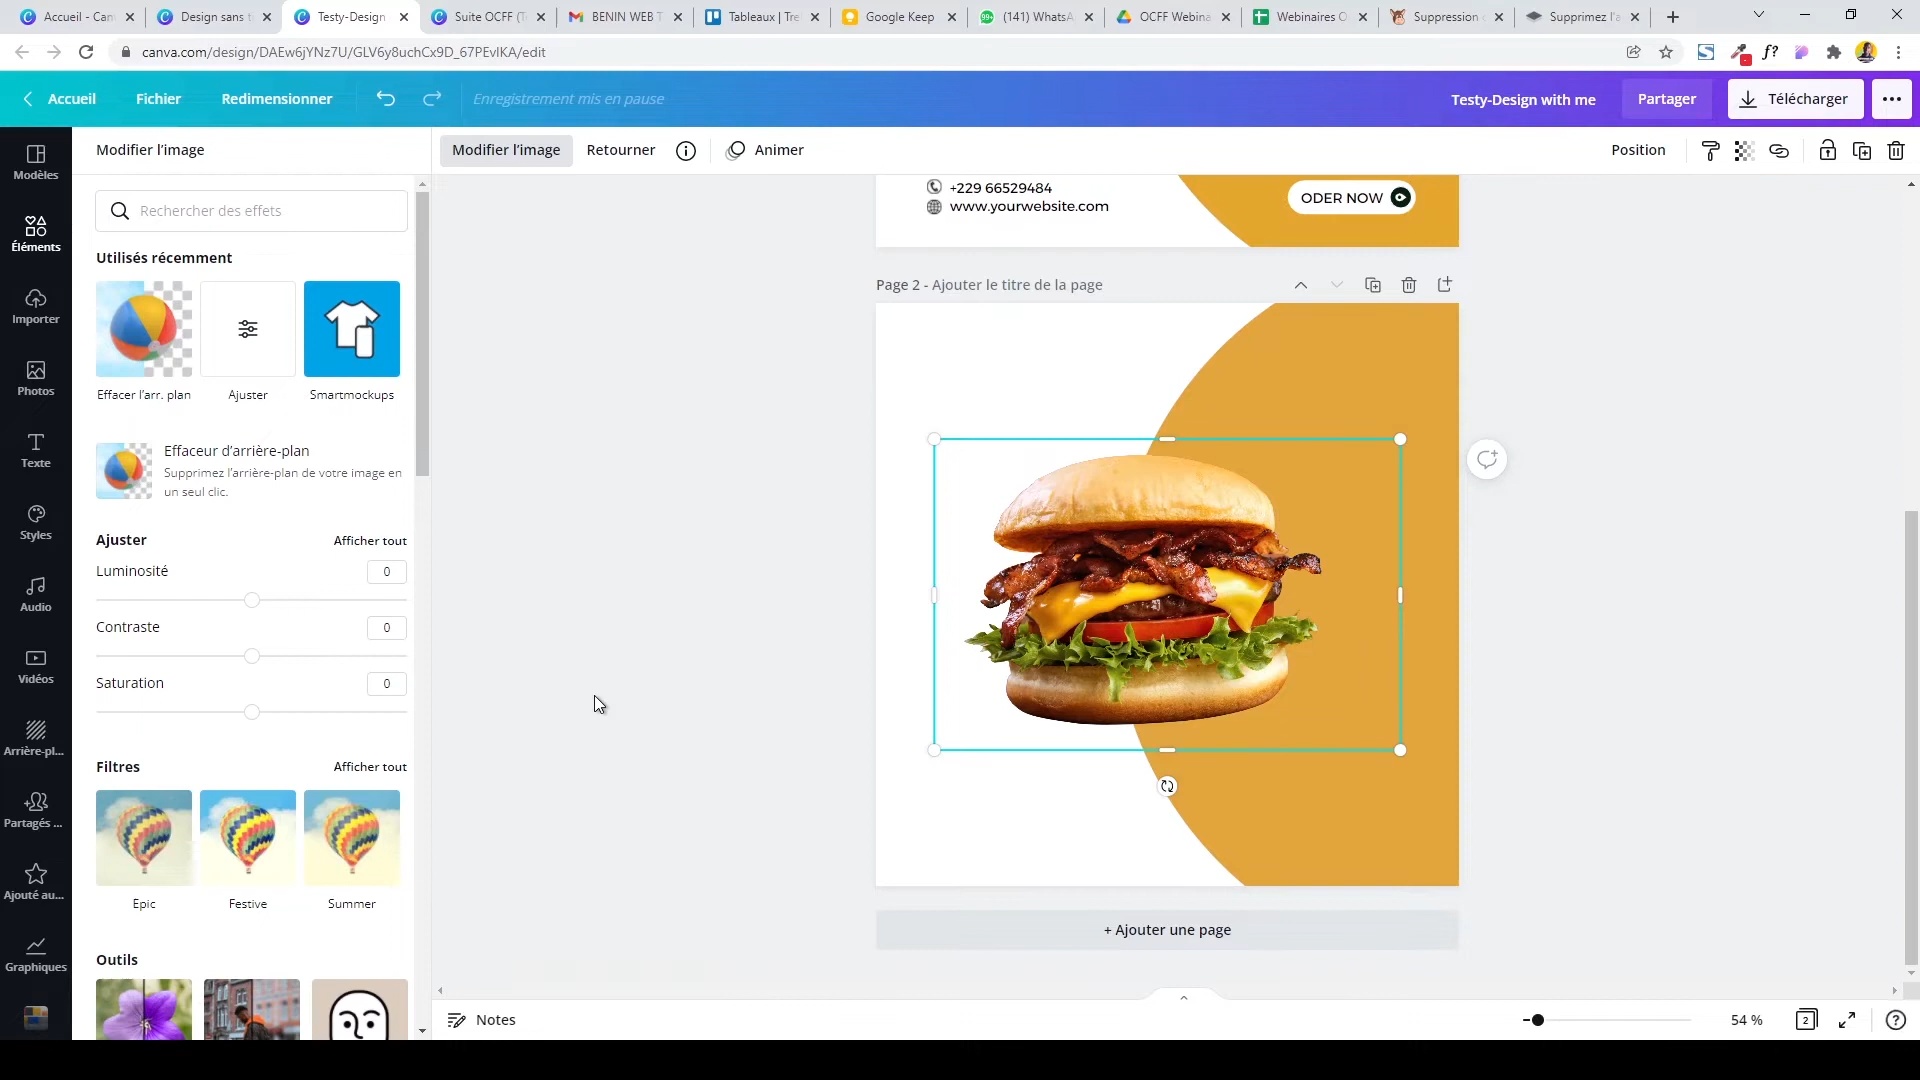 Accueil - Can
Design sans t
Testy-Design
Suite OCFF (T
BENIN WEB T
Tableaux | Tre
Google Keep
(141) WhatsA
OCFF Webina
Webinaires O
Suppression
Supprimez l'a
canva.com/design/DAEw6jYNz7U/GLV6y8uchCx9D_67PEvlKA/edit
Accueil
Fichier
Redimensionner
Enregistrement mis en pause
Testy-Design with me
Partager
Télécharger
Modèles
Éléments
Importer
Photos
Texte
Styles
Audio
Vidéos
Arrière-pl...
Partagés ...
Ajouté au...
Graphiques
Modifier l'image
Rechercher des effets
Utilisés récemment
Effacer l'arr. plan
Ajuster
Smartmockups
Effaceur d'arrière-plan
Supprimez l'arrière-plan de votre image en
un seul clic.
Ajuster
Afficher tout
Luminosité
0
Contraste
0
Saturation
0
Filtres
Afficher tout
Epic
Festive
Summer
Outils
Modifier l'image
Retourner
Animer
Position
+229 66529484
www.yourwebsite.com
ODER NOW
Page 2 - Ajouter le titre de la page
+ Ajouter une page
Notes
54 %
2